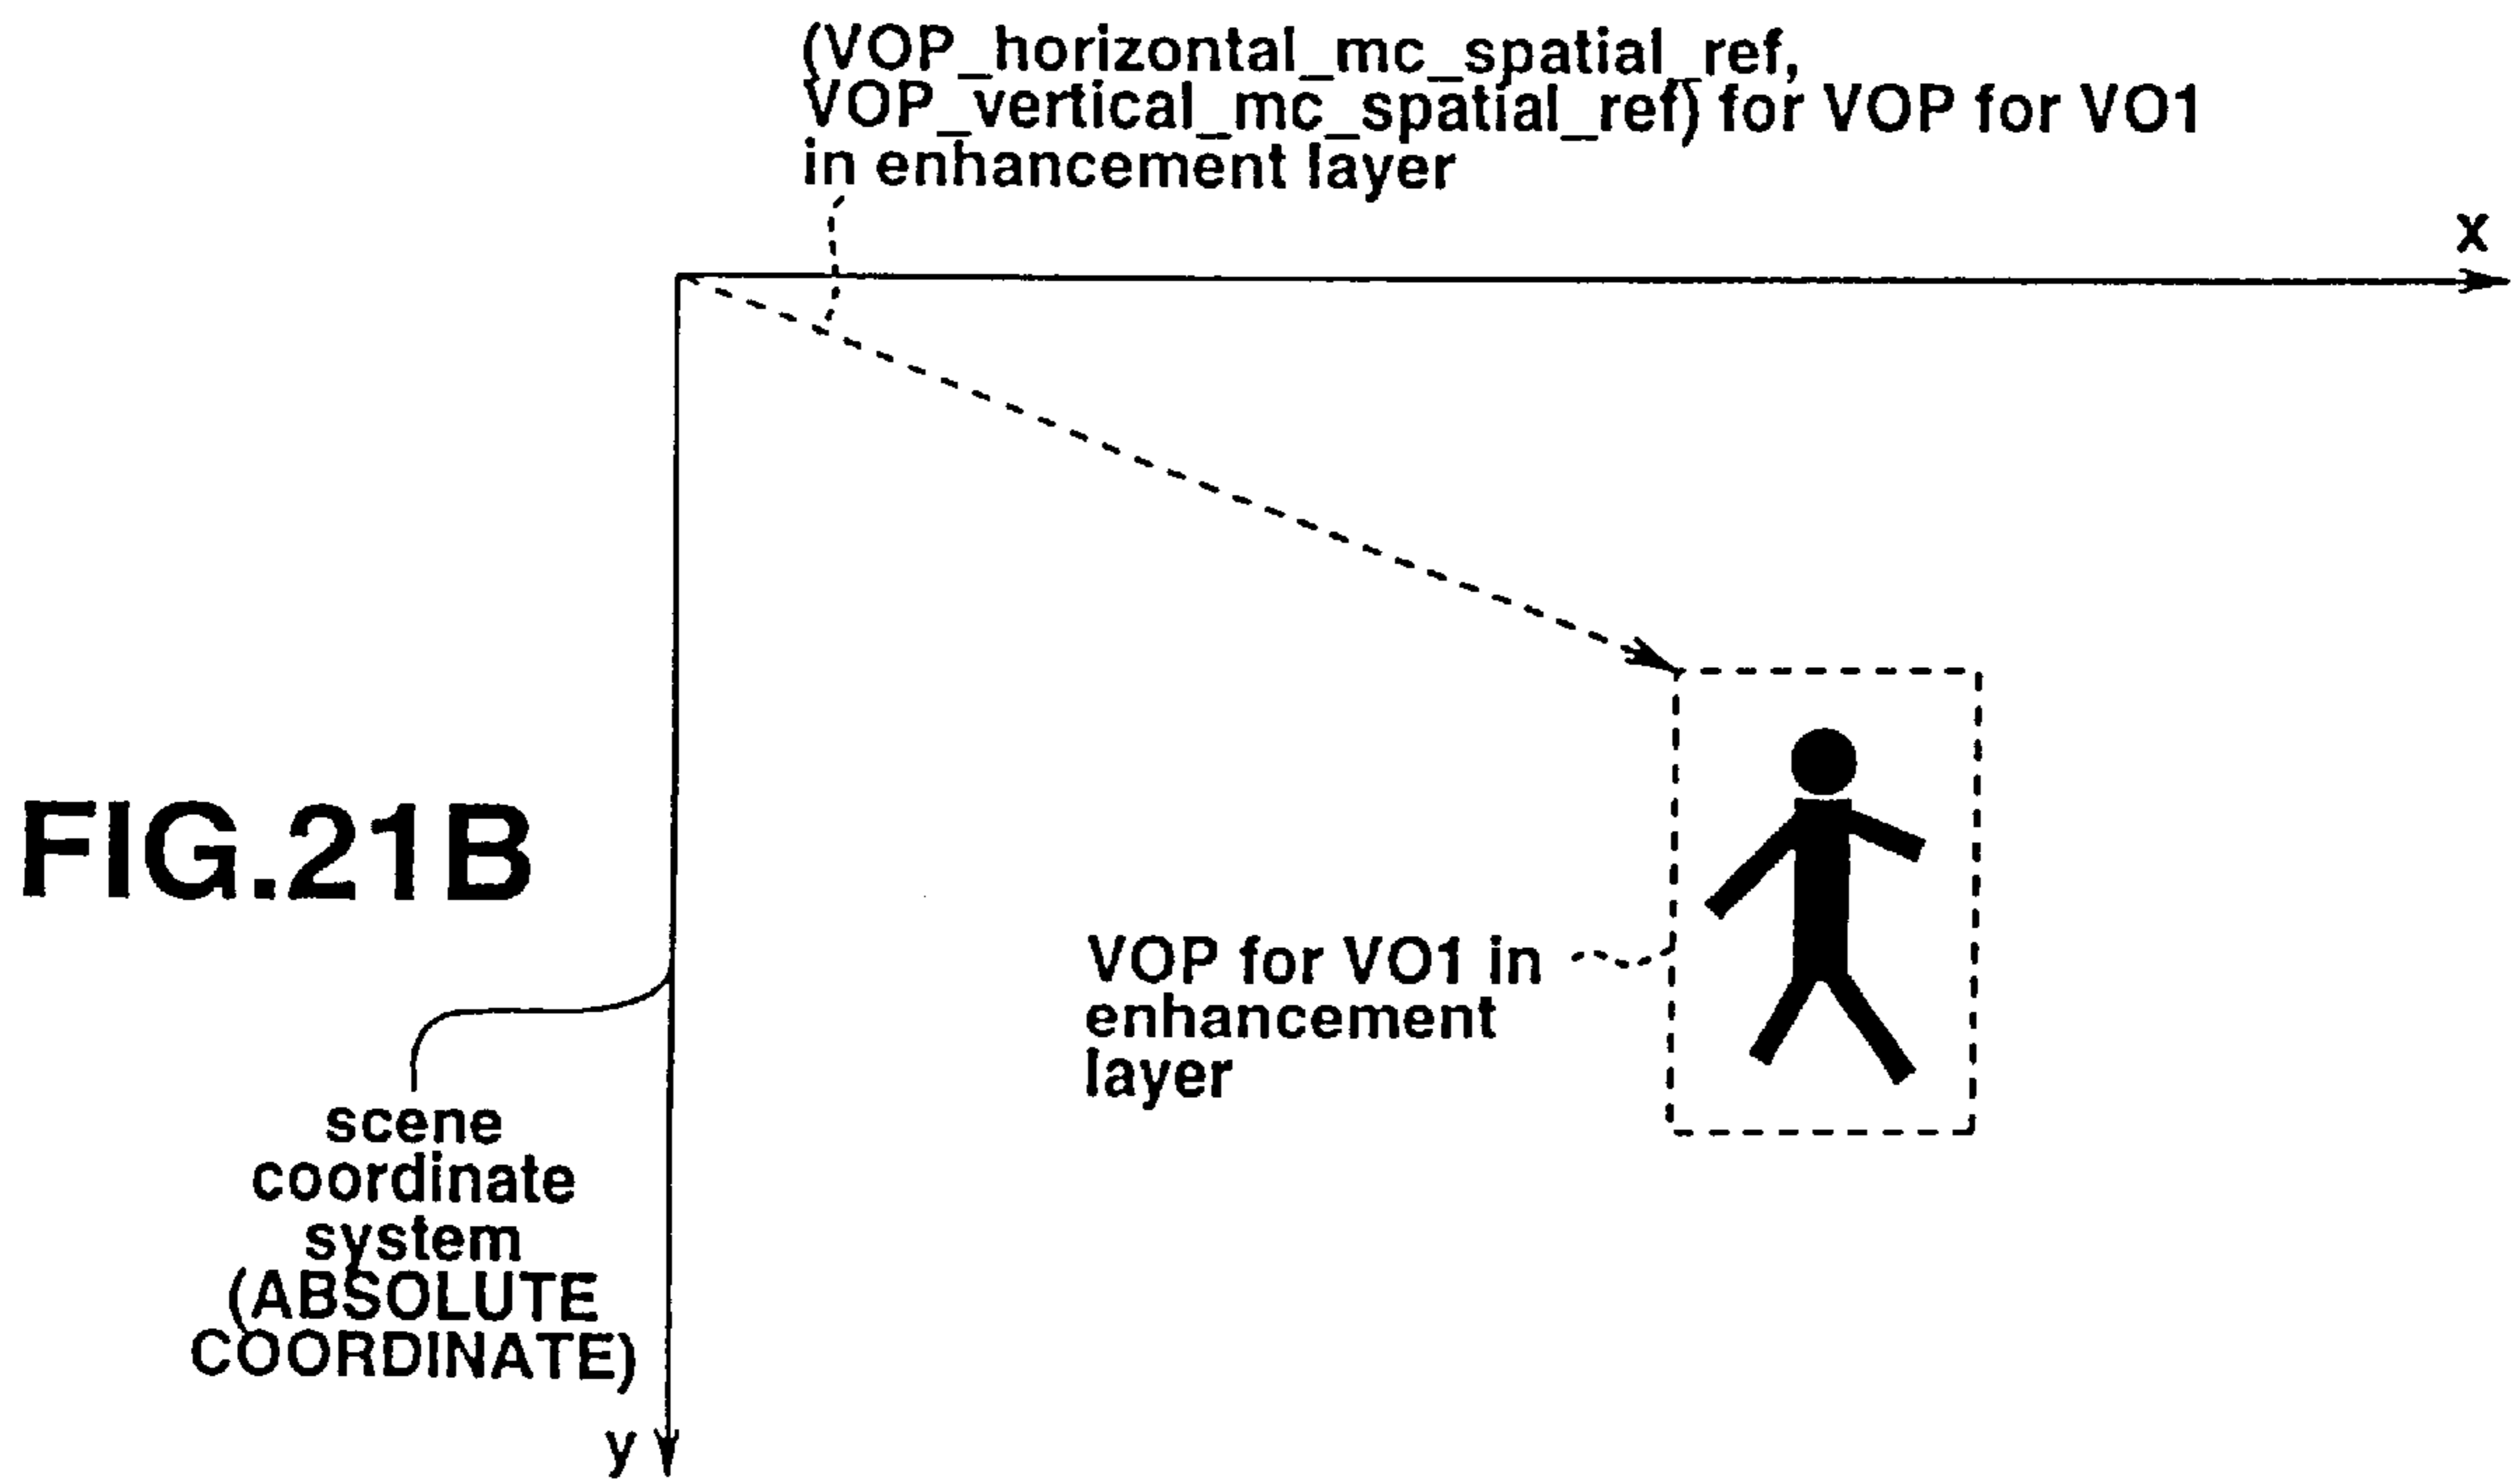 (VOP_horizontal_mc_spatial_ref,
VOP_vertical_mc_spatial_ref) for VOP for VO1
in enhancement layer
x
FIG.21B
VOP for VO1 in
enhancement
layer
scene
coordinate
system
(ABSOLUTE
COORDINATE)
y